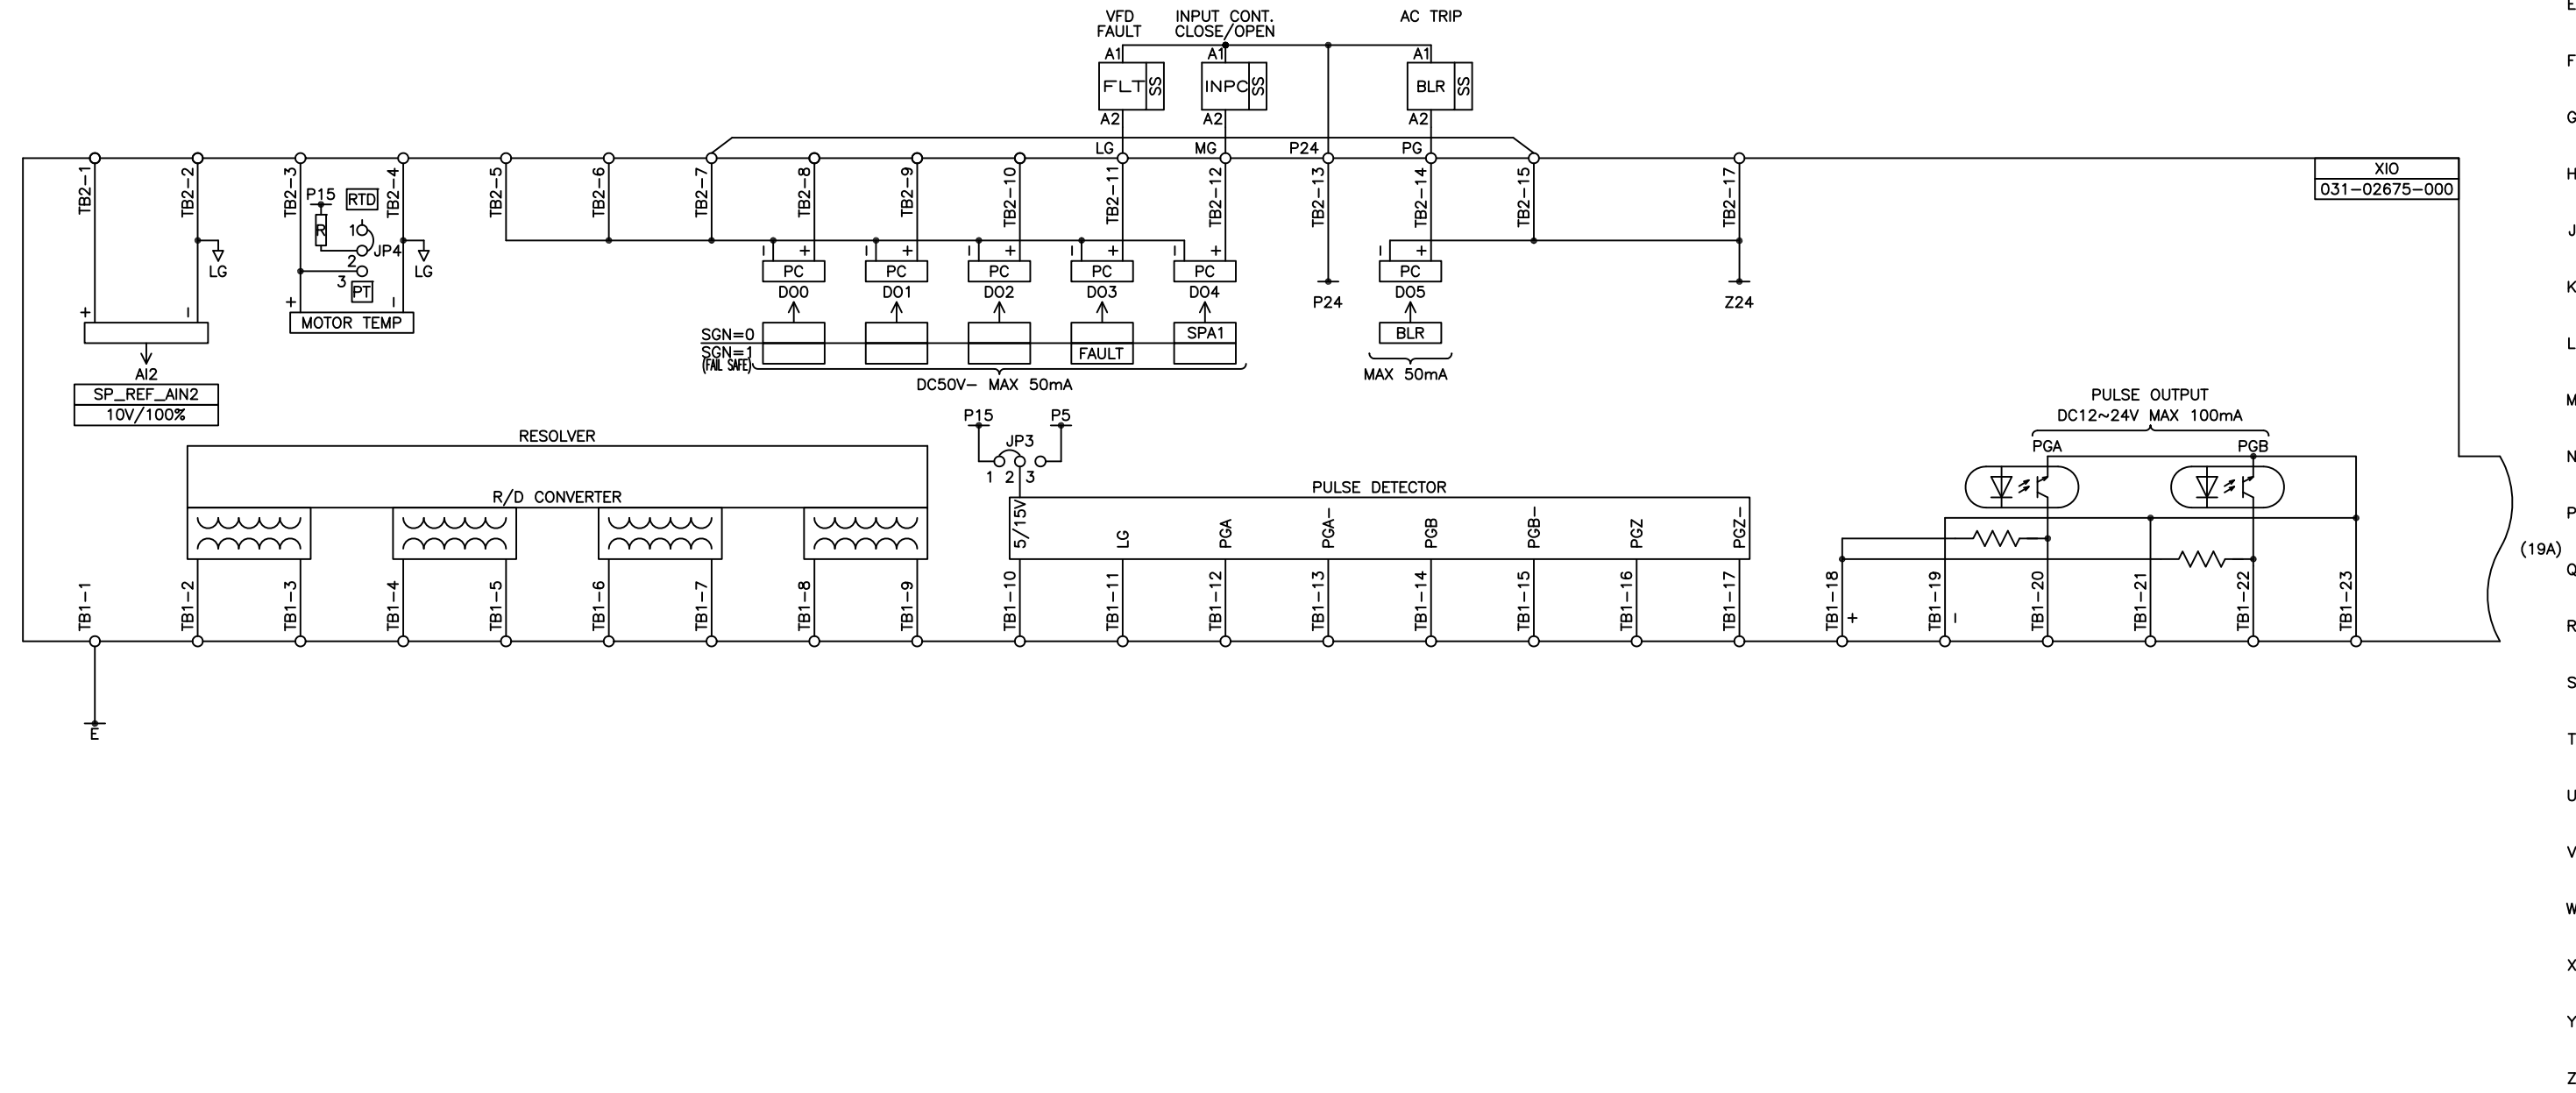 VFD FAULT
INPUT CONT. CLOSE/OPEN
AC TRIP
A1 A1 A1
FLT SS INPC SS BLR SS
A2 A2 A2
LG MG P24 PG
XIO
031-02675-000
TB2-1 TB2-2 TB2-3 TB2-4 TB2-5 TB2-6 TB2-7 TB2-8 TB2-9 TB2-10 TB2-11 TB2-12 TB2-13 TB2-14 TB2-15 TB2-17
P15 RTD
R 1 JP4
2
3 PT
LG LG
+ - + -
MOTOR TEMP
- + - + - + - + - + - +
PC PC PC PC PC PC
DO0 DO1 DO2 DO3 DO4 DO5
P24 Z24
SGN=0 SPA1 BLR
SGN=1 FAULT
(FAIL SAFE)
DC50V- MAX 50mA
MAX 50mA
AI2
SP_REF_AIN2
10V/100%
P15 P5
JP3
1 2 3
RESOLVER
R/D CONVERTER
PULSE DETECTOR
5/15V LG PGA PGA- PGB PGB- PGZ PGZ-
PULSE OUTPUT
DC12~24V MAX 100mA
PGA PGB
(19A)
TB1-1 TB1-2 TB1-3 TB1-4 TB1-5 TB1-6 TB1-7 TB1-8 TB1-9 TB1-10 TB1-11 TB1-12 TB1-13 TB1-14 TB1-15 TB1-16 TB1-17 TB1-18 TB1-19 TB1-20 TB1-21 TB1-22 TB1-23
+ -
E
F
G
H
J
K
L
M
N
P
Q
R
S
T
U
V
W
X
Y
Z